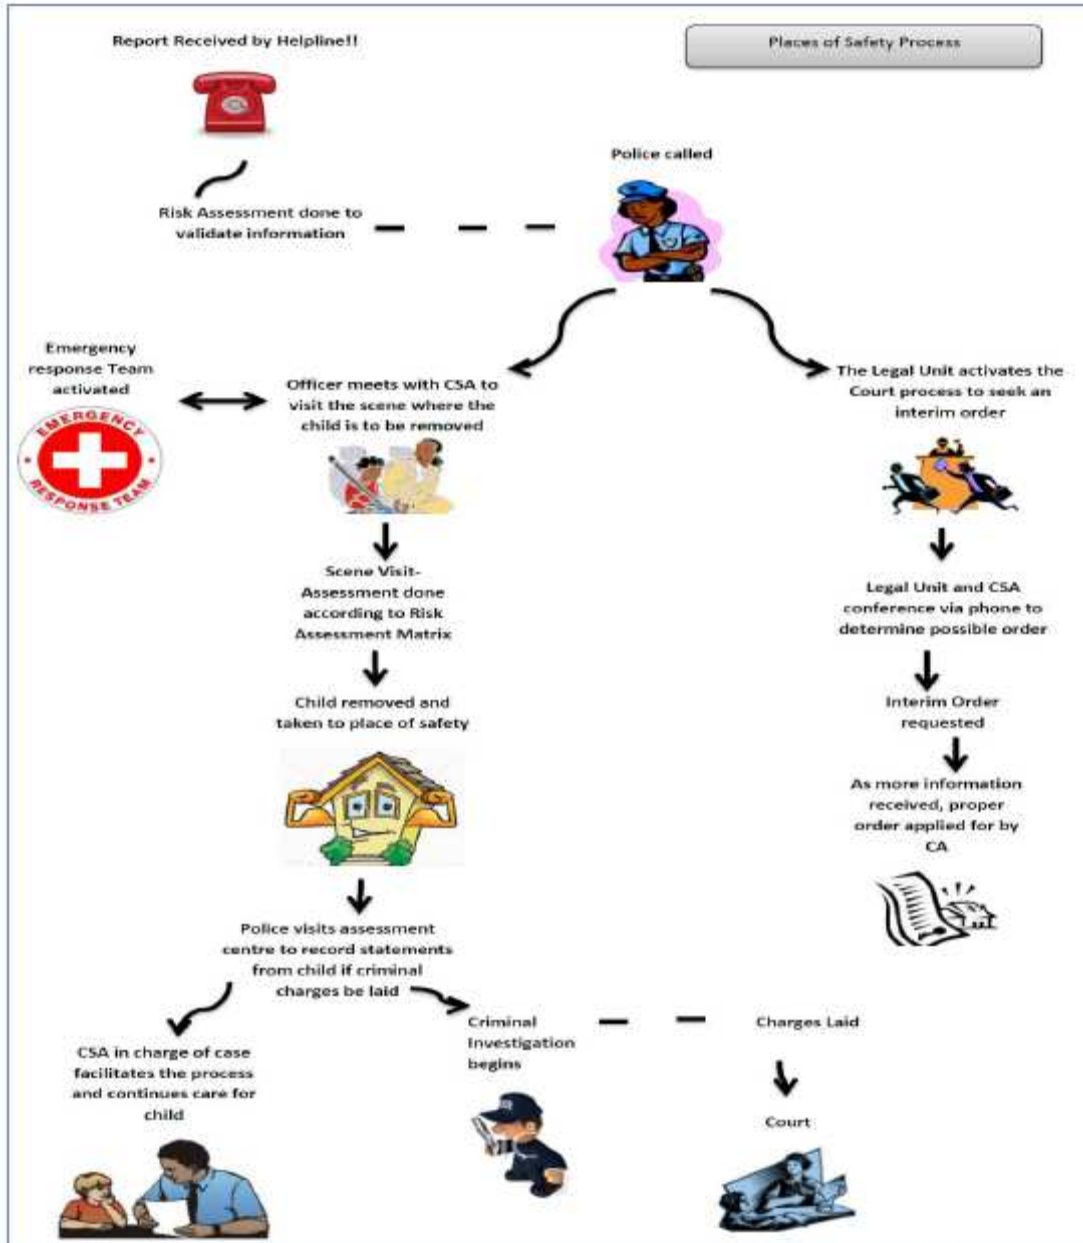 Report Received by Helpline!!
Places of Safety Process
Police called
Risk Assessment done to
validate information
Emergency
response Team
activated
EMERGENCY
RESPONSE TEAM
Officer meets with CSA to
visit the scene where the
child is to be removed
The Legal Unit activates the
Court process to seek an
interim order
Scene Visit-
Assessment done
according to Risk
Assessment Matrix
Legal Unit and CSA
conference via phone to
determine possible order
Child removed and
taken to place of safety
Interim Order
requested
As more information
received, proper
order applied for by
CA
Police visits assessment
centre to record statements
from child if criminal
charges be laid
CSA in charge of case
facilitates the process
and continues care for
child
Criminal
Investigation
begins
Charges Laid
Court